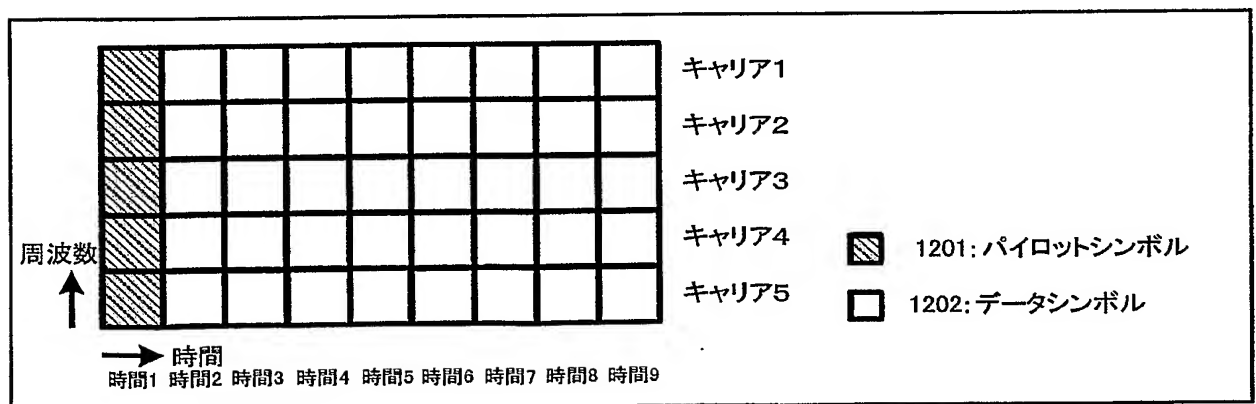 キャリア1
キャリア2
キャリア3
キャリア4
キャリア5
周波数
1201:パイロットシンボル
1202:データシンボル
時間
時間1 時間2 時間3 時間4 時間5 時間6 時間7 時間8 時間9